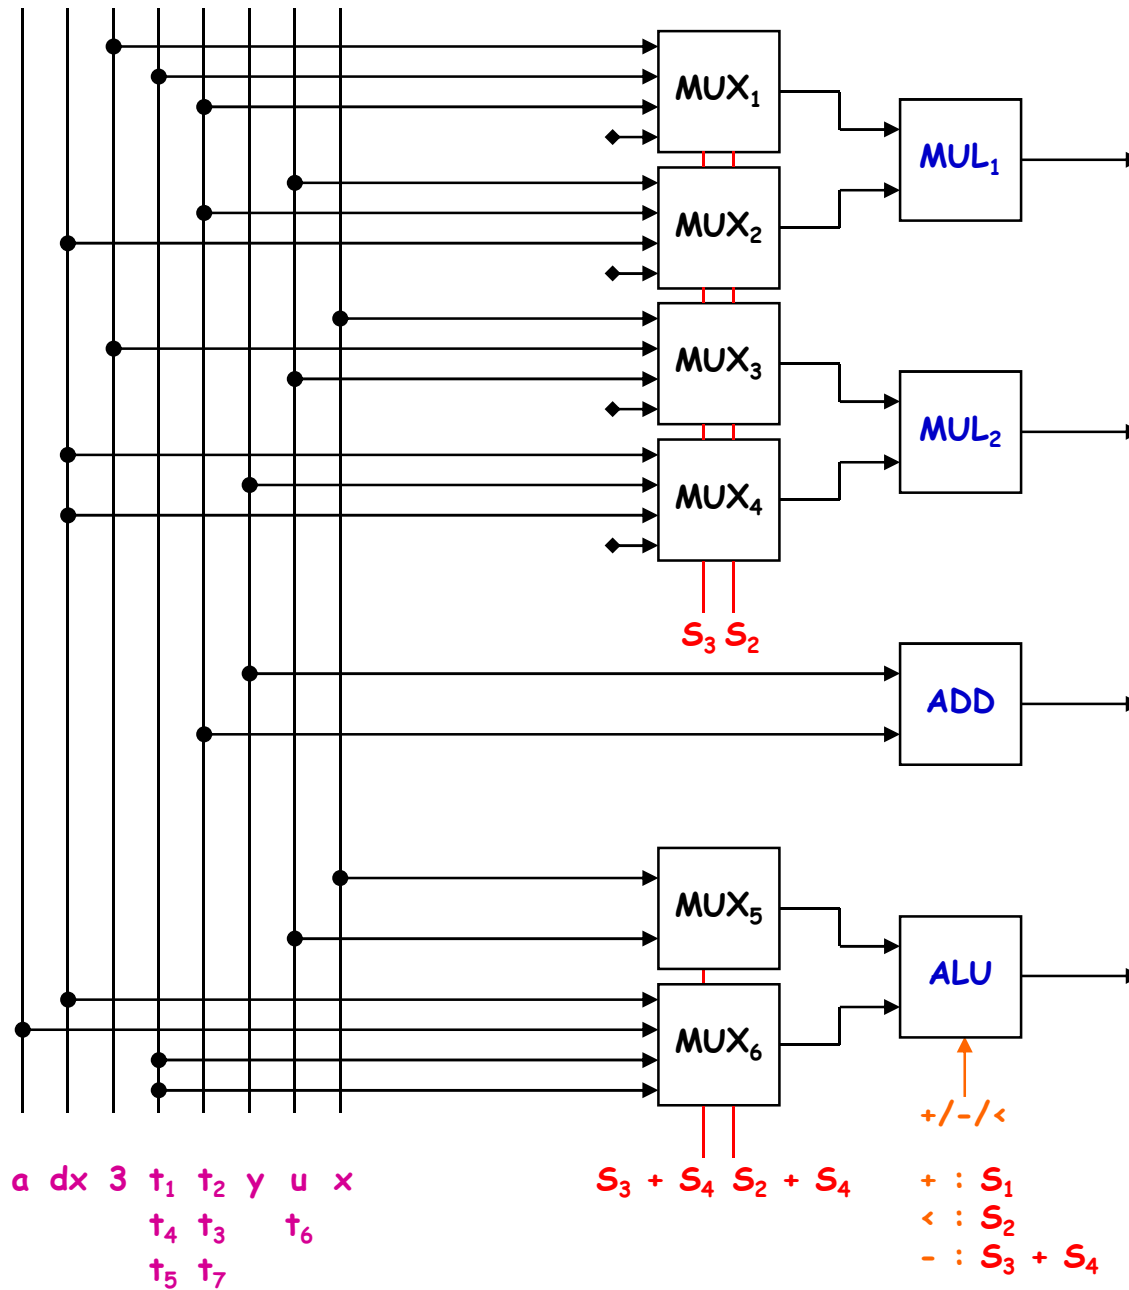 MUX₁
MUL₁
MUX₂
MUX₃
MUL₂
MUX₄
S₃ S₂
ADD
MUX₅
ALU
MUX₆
+/-/<
a dx 3 t₁ t₂ y u x
t₄ t₃ u t₆
t₅ t₇
S₃ + S₄ S₂ + S₄
+ : S₁
< : S₂
- : S₃ + S₄